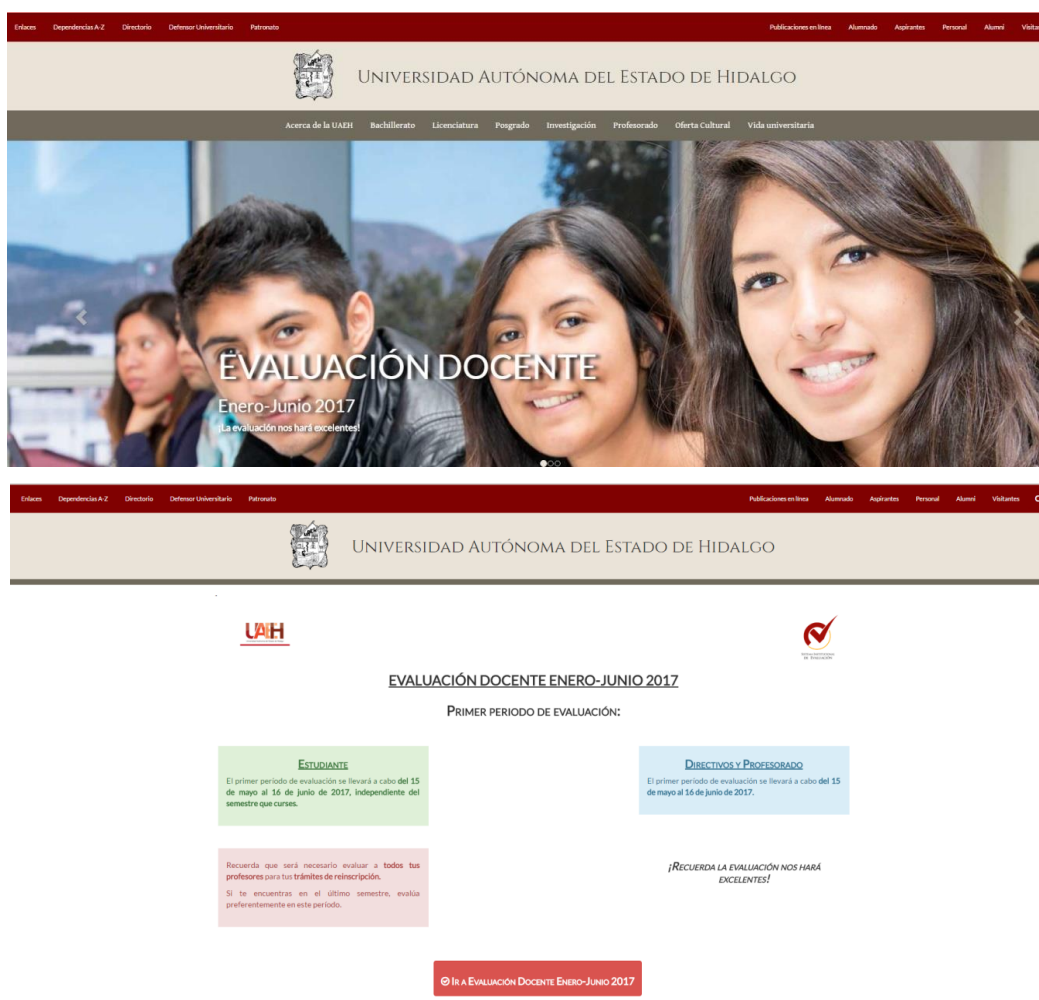 Enlaces Dependencias A-Z Directorio Defensor Universitario Patronato Publicaciones en línea Alumnado Aspirantes Personal Alumni
Universidad Autónoma del Estado de Hidalgo
Acerca de la UAEH Bachillerato Licenciatura Posgrado Investigación Profesorado Oferta Cultural Vida universitaria
EVALUACIÓN DOCENTE
Enero-Junio 2017
¡La evaluación nos hará excelentes!
Enlaces Dependencias A-Z Directorio Defensor Universitario Patronato Publicaciones en línea Alumnado Aspirantes Personal Alumni Visitantes
Universidad Autónoma del Estado de Hidalgo
UAEH
EVALUACIÓN DOCENTE ENERO-JUNIO 2017
Primer periodo de evaluación:
Estudiante
El primer periodo de evaluación se llevará a cabo del 15
de mayo al 16 de junio de 2017, independiente del
semestre que curses.
Directivos y Profesorado
El primer periodo de evaluación se llevará a cabo del 15
de mayo al 16 de junio de 2017.
Recuerda que será necesario evaluar a todos tus
profesores para tus trámites de reinscripción.
Si te encuentras en el último semestre, evalúa
preferentemente en este periodo.
¡Recuerda la evaluación nos hará
excelentes!
Ir a Evaluación Docente Enero-Junio 2017